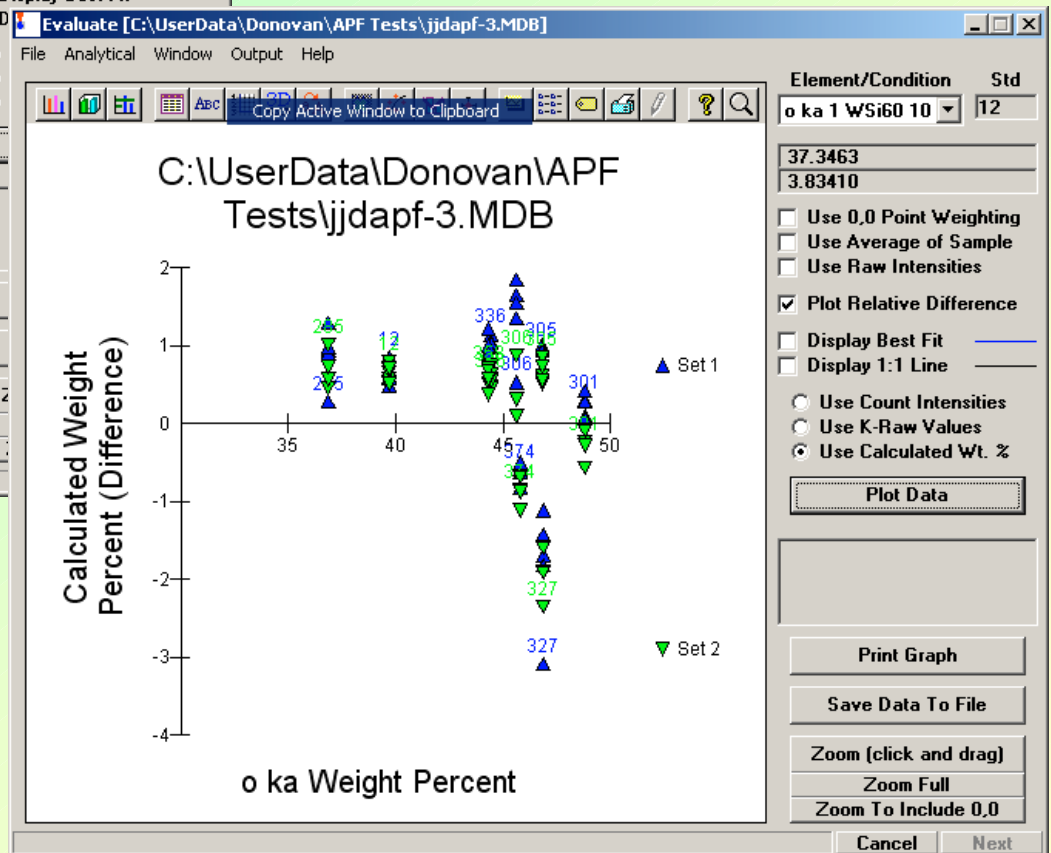 Evaluate [C:\UserData\Donovan\APF Tests\jjdapf-3.MDB]
File Analytical Window Output Help
ABC 3D
Copy Active Window to Clipboard
Element/Condition Std
o ka 1 WSi60 10 12
37.3463
3.83410
Use 0,0 Point Weighting
Use Average of Sample
Use Raw Intensities
Plot Relative Difference
Display Best Fit
Display 1:1 Line
Use Count Intensities
Use K-Raw Values
Use Calculated Wt. %
Plot Data
Print Graph
Save Data To File
Zoom (click and drag)
Zoom Full
Zoom To Include 0,0
Cancel Next
C:\UserData\Donovan\APF
Tests\jjdapf-3.MDB
Calculated Weight
Percent (Difference)
2
1
0
-1
-2
-3
-4
35 40 45 50
12
336
305
306
301
374
327
327
Set 1
Set 2
o ka Weight Percent